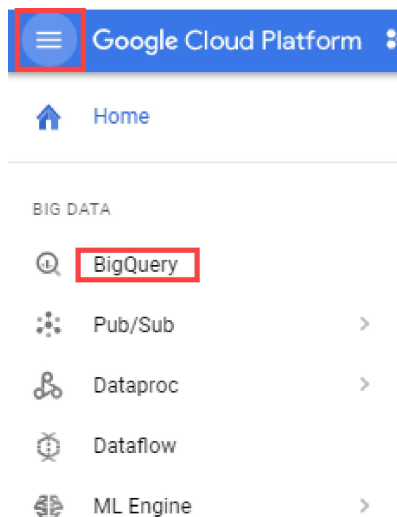 Google Cloud Platform
Home
BIG DATA
BigQuery
Pub/Sub
Dataproc
Dataflow
ML Engine